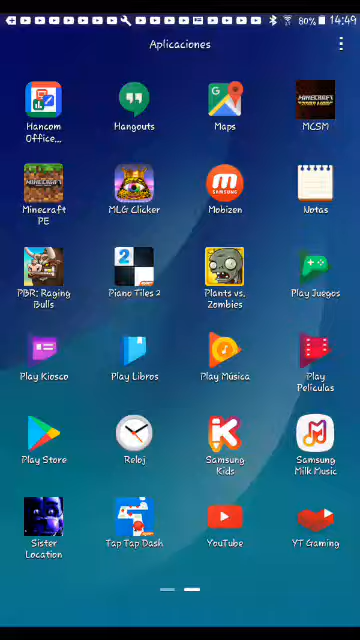 80% 14:49
Aplicaciones
Hancom Office...
Hangouts
Maps
MCSM
Minecraft PE
MLG Clicker
Mobizen
Notas
PBR: Raging Bulls
Piano Tiles 2
Plants vs. Zombies
Play Juegos
Play Kiosco
Play Libros
Play Música
Play Películas
Play Store
Reloj
Samsung Kids
Samsung Milk Music
Sister Location
Tap Tap Dash
YouTube
YT Gaming